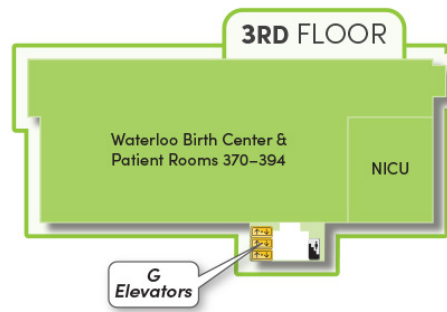 3RD FLOOR
Waterloo Birth Center &
Patient Rooms 370–394
NICU
G
Elevators